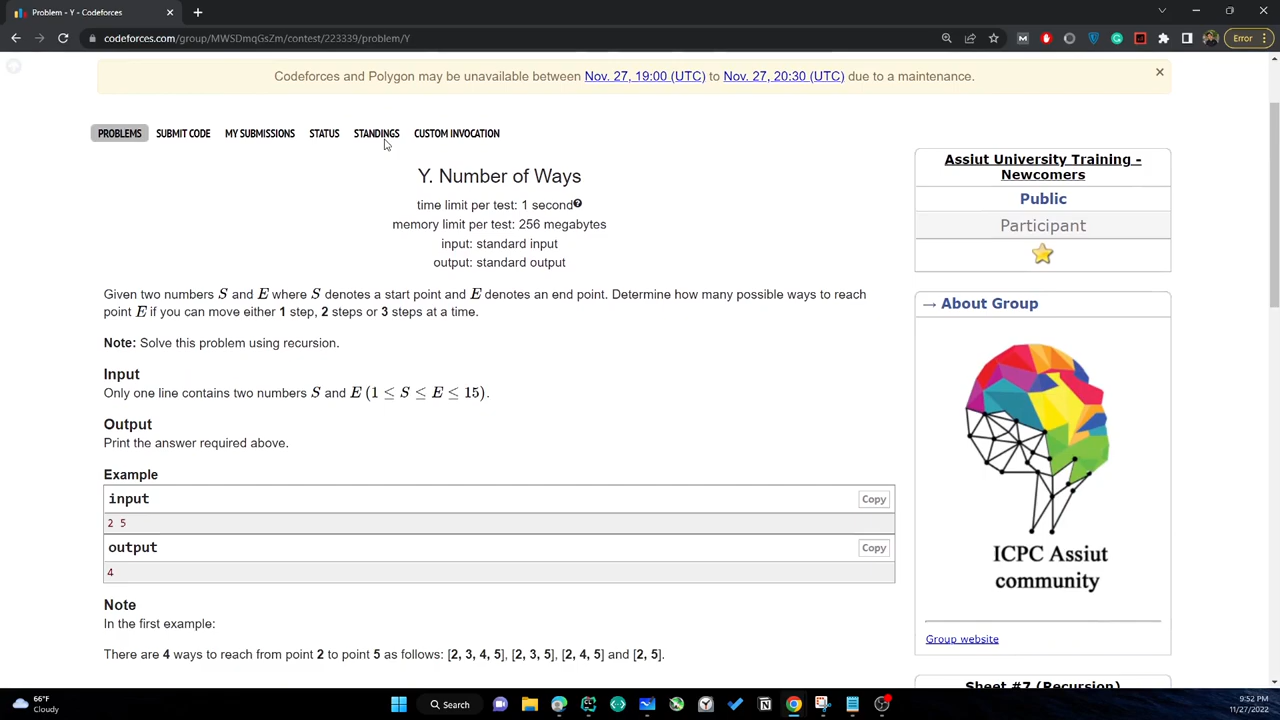 Problem - Y - Codeforces
codeforces.com/group/MWSDmqGsZm/contest/223339/problem/Y
Error
Codeforces and Polygon may be unavailable between Nov. 27, 19:00 (UTC) to Nov. 27, 20:30 (UTC) due to a maintenance.
PROBLEMS SUBMIT CODE MY SUBMISSIONS STATUS STANDINGS CUSTOM INVOCATION
Y. Number of Ways
time limit per test: 1 second
memory limit per test: 256 megabytes
input: standard input
output: standard output
Given two numbers S and E where S denotes a start point and E denotes an end point. Determine how many possible ways to reach
point E if you can move either 1 step, 2 steps or 3 steps at a time.
Note: Solve this problem using recursion.
Input
Only one line contains two numbers S and E (1 ≤ S ≤ E ≤ 15).
Output
Print the answer required above.
Example
input
Copy
2 5
output
Copy
4
Note
In the first example:
There are 4 ways to reach from point 2 to point 5 as follows: [2, 3, 4, 5], [2, 3, 5], [2, 4, 5] and [2, 5].
Assiut University Training -
Newcomers
Public
Participant
→ About Group
ICPC Assiut
community
Group website
Sheet #7 (Recursion)
66°F
Cloudy
Search
9:52 PM
11/27/2022